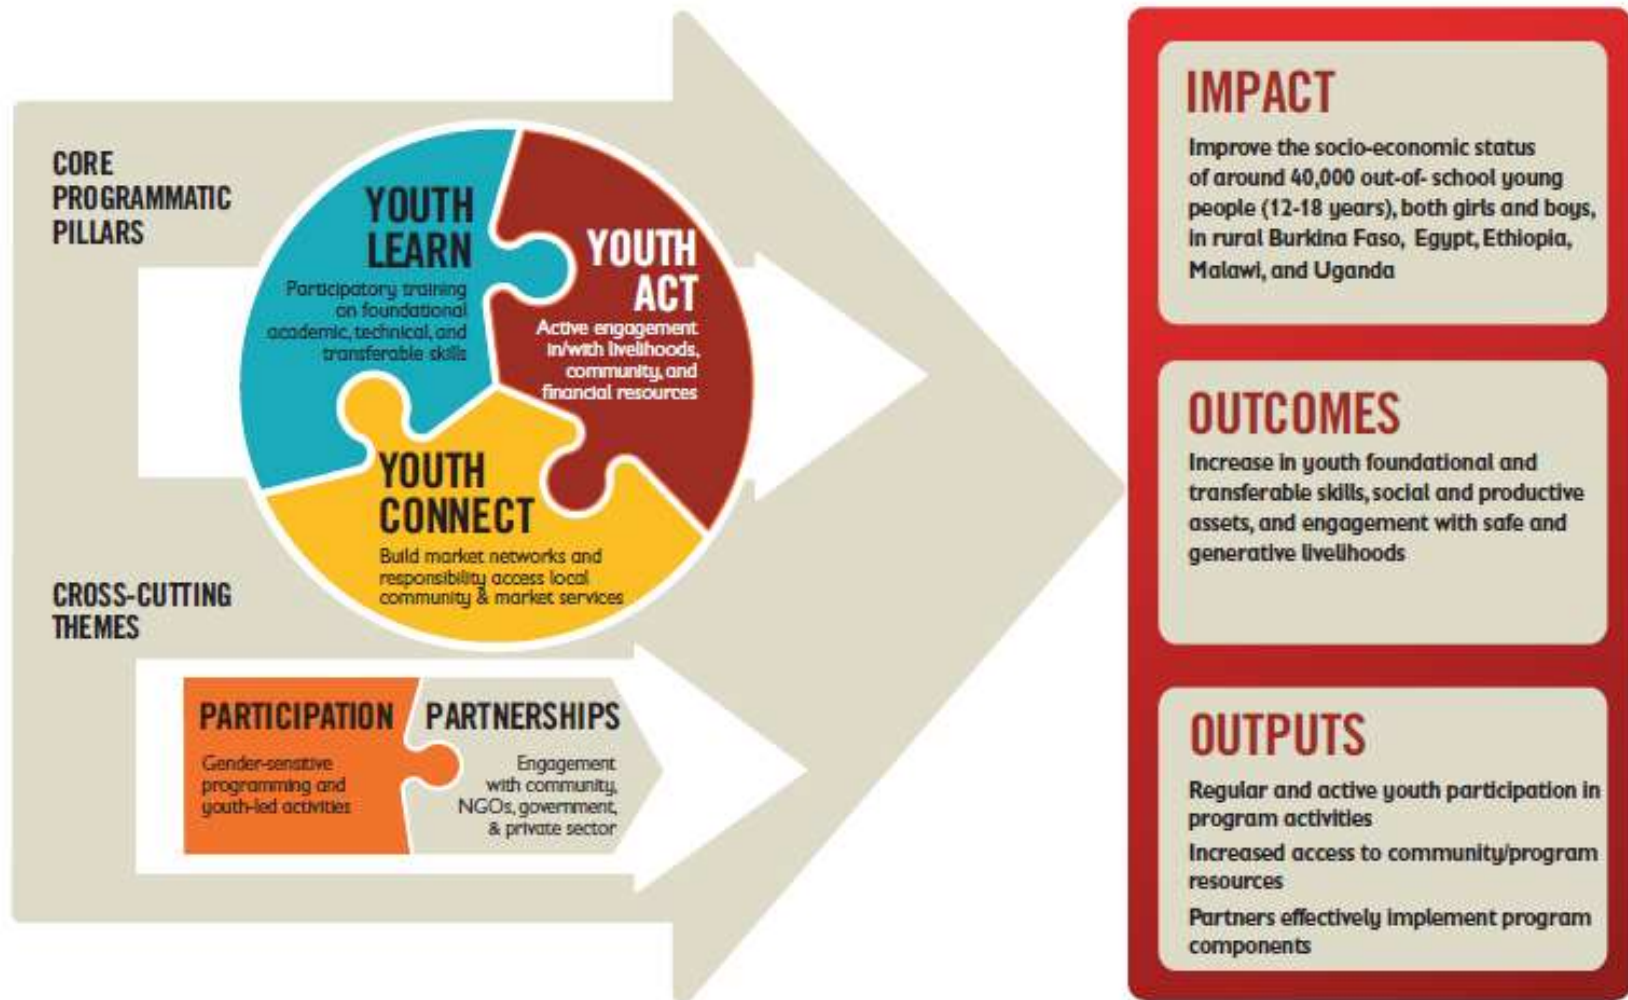 CORE
PROGRAMMATIC
PILLARS
YOUTH
LEARN
Participatory training
on foundational
academic, technical, and
transferable skills
YOUTH
ACT
Active engagement
in/with livelihoods,
community, and
financial resources
YOUTH
CONNECT
Build market networks and
responsibility access local
community & market services
CROSS-CUTTING
THEMES
PARTICIPATION
Gender-sensitive
programming and
youth-led activities
PARTNERSHIPS
Engagement
with community,
NGOs, government,
& private sector
IMPACT
Improve the socio-economic status
of around 40,000 out-of- school young
people (12-18 years), both girls and boys,
in rural Burkina Faso, Egypt, Ethiopia,
Malawi, and Uganda
OUTCOMES
Increase in youth foundational and
transferable skills, social and productive
assets, and engagement with safe and
generative livelihoods
OUTPUTS
Regular and active youth participation in
program activities
Increased access to community/program
resources
Partners effectively implement program
components